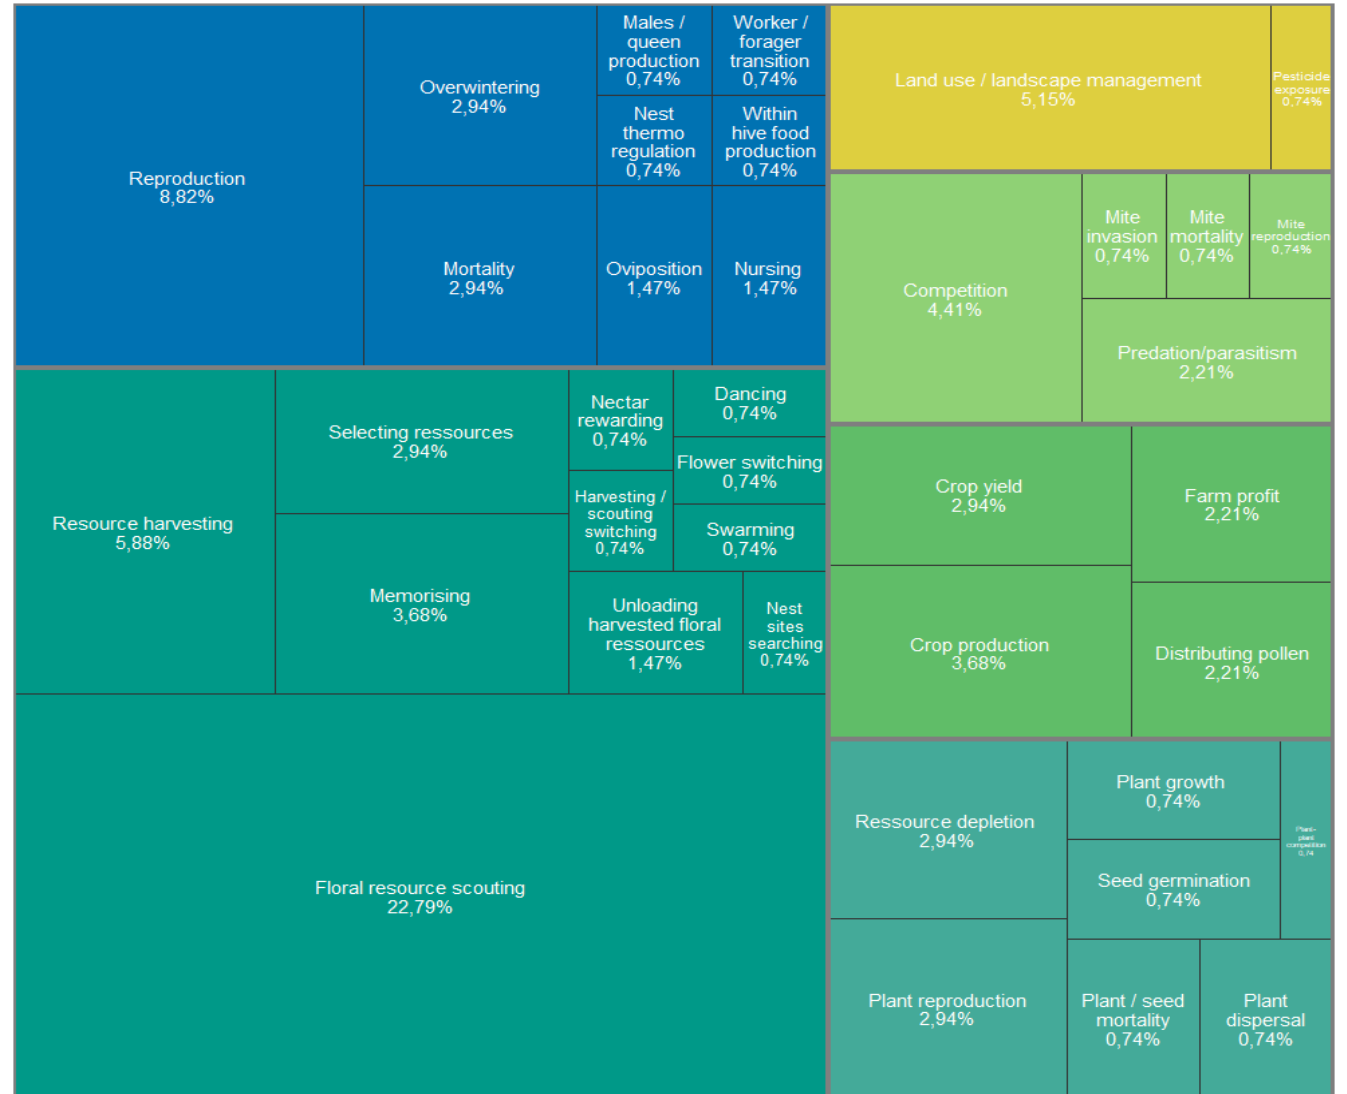 Reproduction
8,82%
Overwintering
2,94%
Mortality
2,94%
Males /
queen
production
0,74%
Worker /
forager
transition
0,74%
Nest
thermo
regulation
0,74%
Within
hive food
production
0,74%
Oviposition
1,47%
Nursing
1,47%
Resource harvesting
5,88%
Selecting ressources
2,94%
Memorising
3,68%
Nectar
rewarding
0,74%
Dancing
0,74%
Flower switching
0,74%
Harvesting /
scouting
switching
0,74%
Swarming
0,74%
Unloading
harvested floral
ressources
1,47%
Nest
sites
searching
0,74%
Floral resource scouting
22,79%
Land use / landscape management
5,15%
Pesticide
exposure
0,74%
Competition
4,41%
Mite
invasion
0,74%
Mite
mortality
0,74%
Mite
reproduction
0,74%
Predation/parasitism
2,21%
Crop yield
2,94%
Farm profit
2,21%
Crop production
3,68%
Distributing pollen
2,21%
Ressource depletion
2,94%
Plant growth
0,74%
Seed germination
0,74%
Plant-
plant
competition
0,74
Plant reproduction
2,94%
Plant / seed
mortality
0,74%
Plant
dispersal
0,74%